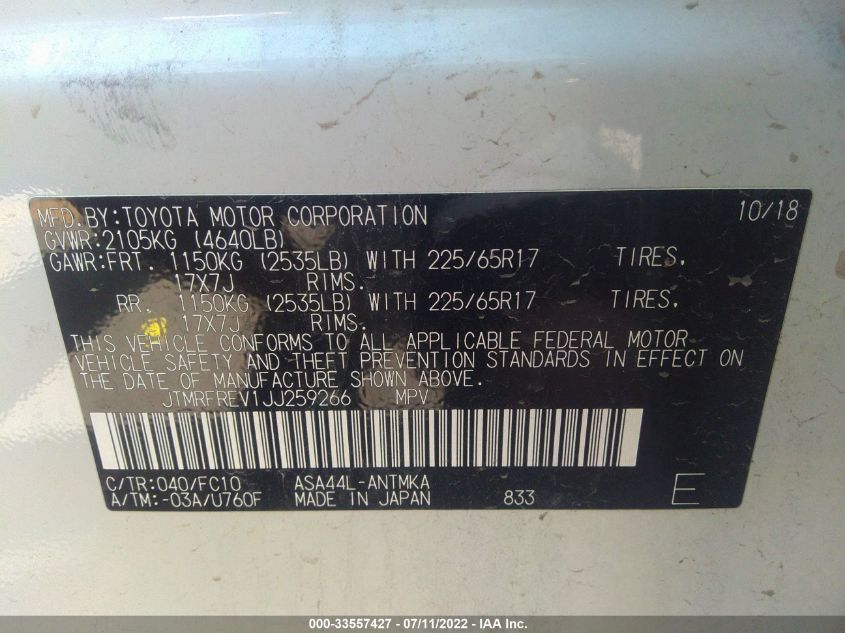 MFD.BY:TOYOTA MOTOR CORPORATION 10/18
GVWR:2105KG (4640LB)
GAWR:FRT. 1150KG (2535LB) WITH 225/65R17 TIRES,
17X7J RIMS.
RR. 1150KG (2535LB) WITH 225/65R17 TIRES,
17X7J RIMS.
THIS VEHICLE CONFORMS TO ALL APPLICABLE FEDERAL MOTOR
VEHICLE SAFETY AND THEFT PREVENTION STANDARDS IN EFFECT ON
THE DATE OF MANUFACTURE SHOWN ABOVE.
JTMRFREV1JJ259266 MPV
C/TR:040/FC10 ASA44L-ANTMKA
A/TM:-03A/U760F MADE IN JAPAN 833 E
000-33557427 - 07/11/2022 - IAA Inc.